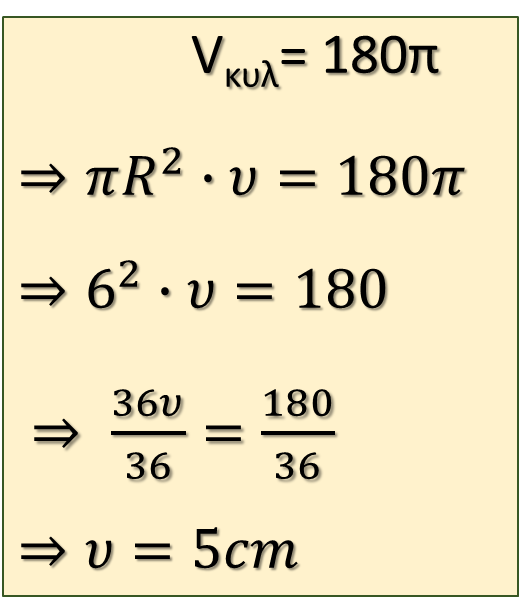 Vκυλ= 180π
⇒ πR² · υ = 180π
⇒ 6² · υ = 180
⇒ 36υ/36 = 180/36
⇒ υ = 5cm